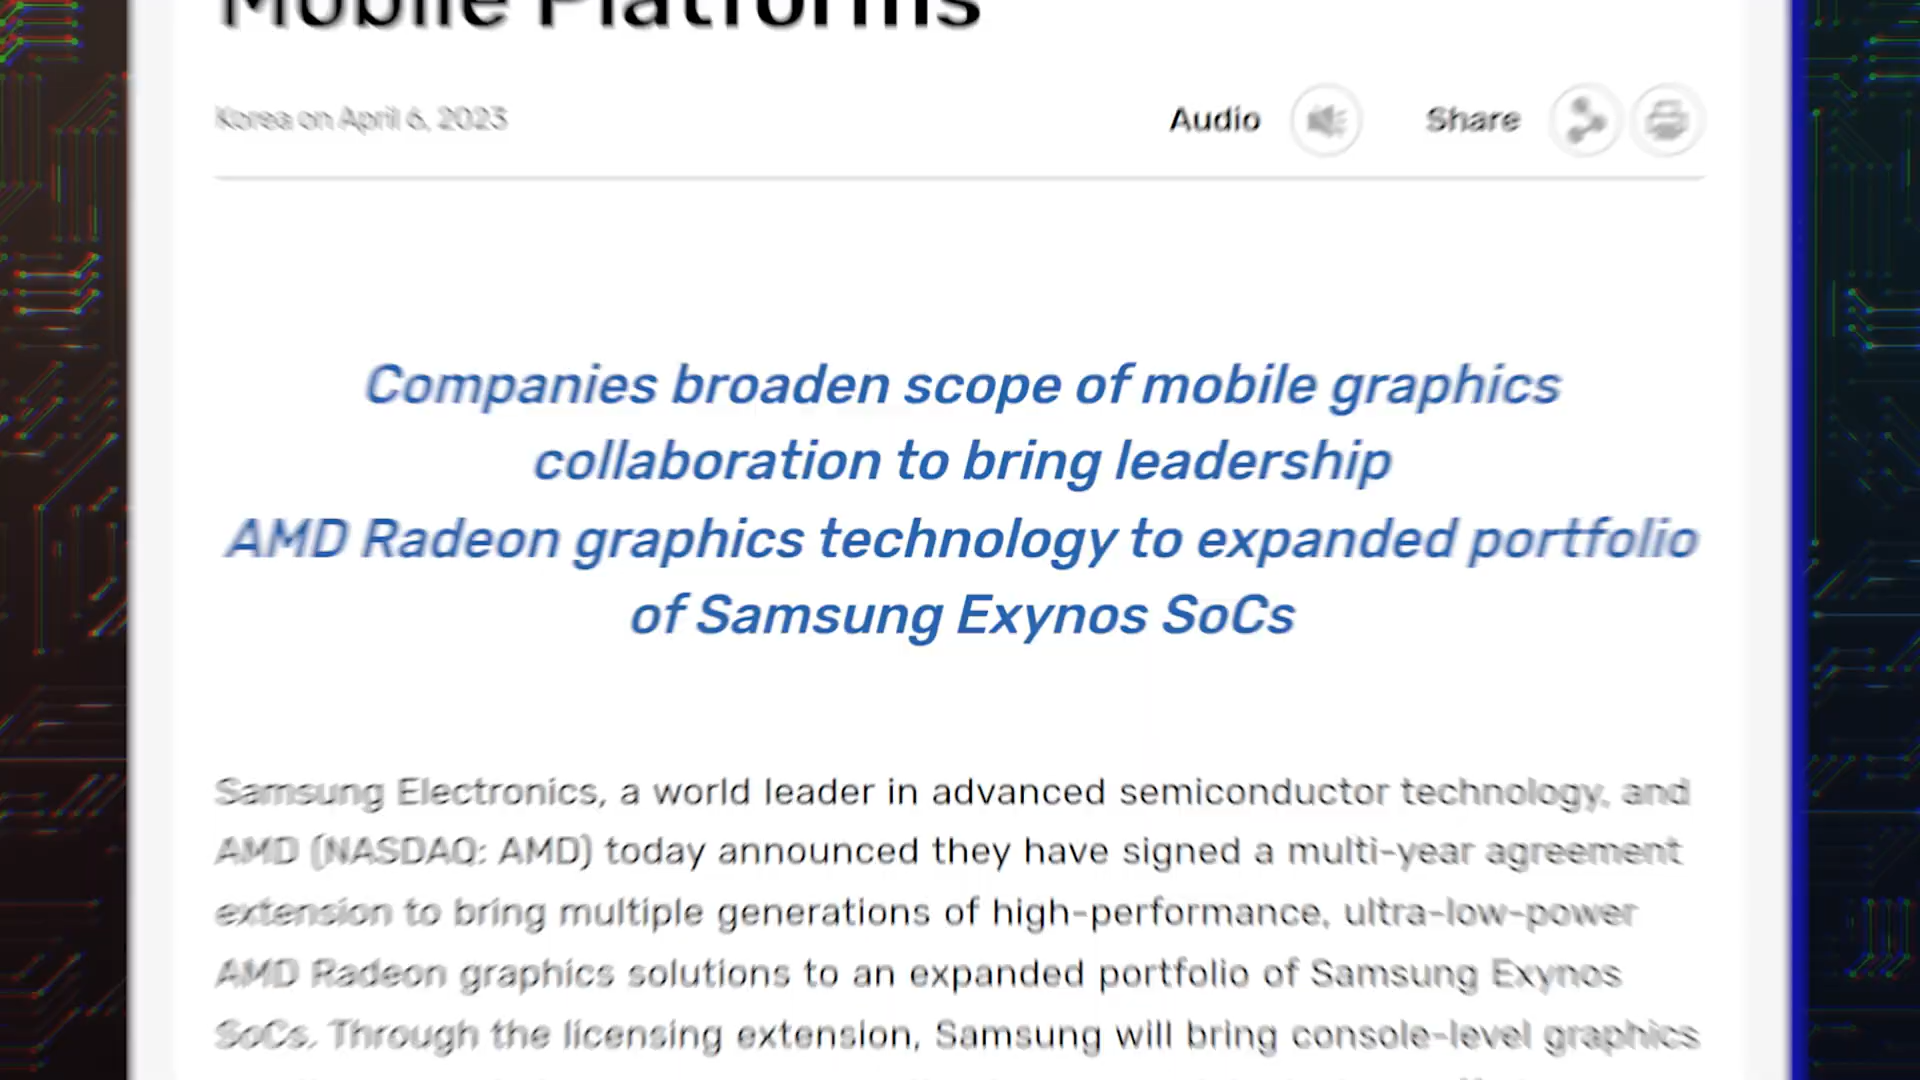 Mobile Platforms
Korea on April 6, 2023
Audio
Share
Companies broaden scope of mobile graphics
collaboration to bring leadership
AMD Radeon graphics technology to expanded portfolio
of Samsung Exynos SoCs
Samsung Electronics, a world leader in advanced semiconductor technology, and
AMD (NASDAQ: AMD) today announced they have signed a multi-year agreement
extension to bring multiple generations of high-performance, ultra-low-power
AMD Radeon graphics solutions to an expanded portfolio of Samsung Exynos
SoCs. Through the licensing extension, Samsung will bring console-level graphics